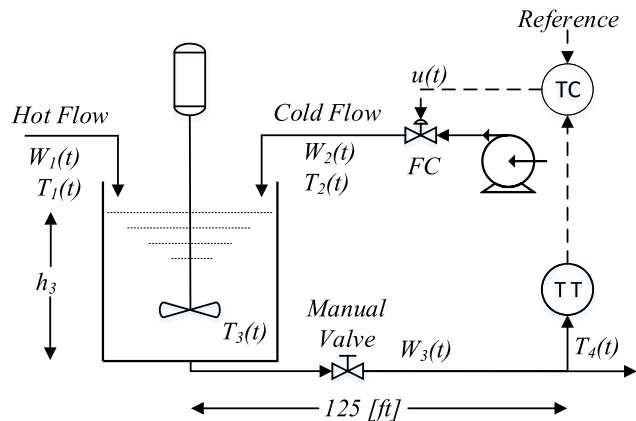 Reference
TC
u(t)
Hot Flow
Cold Flow
W₁(t)
T₁(t)
W₂(t)
T₂(t)
FC
h₃
T₃(t)
Manual
Valve
W₃(t)
TT
T₄(t)
125 [ft]